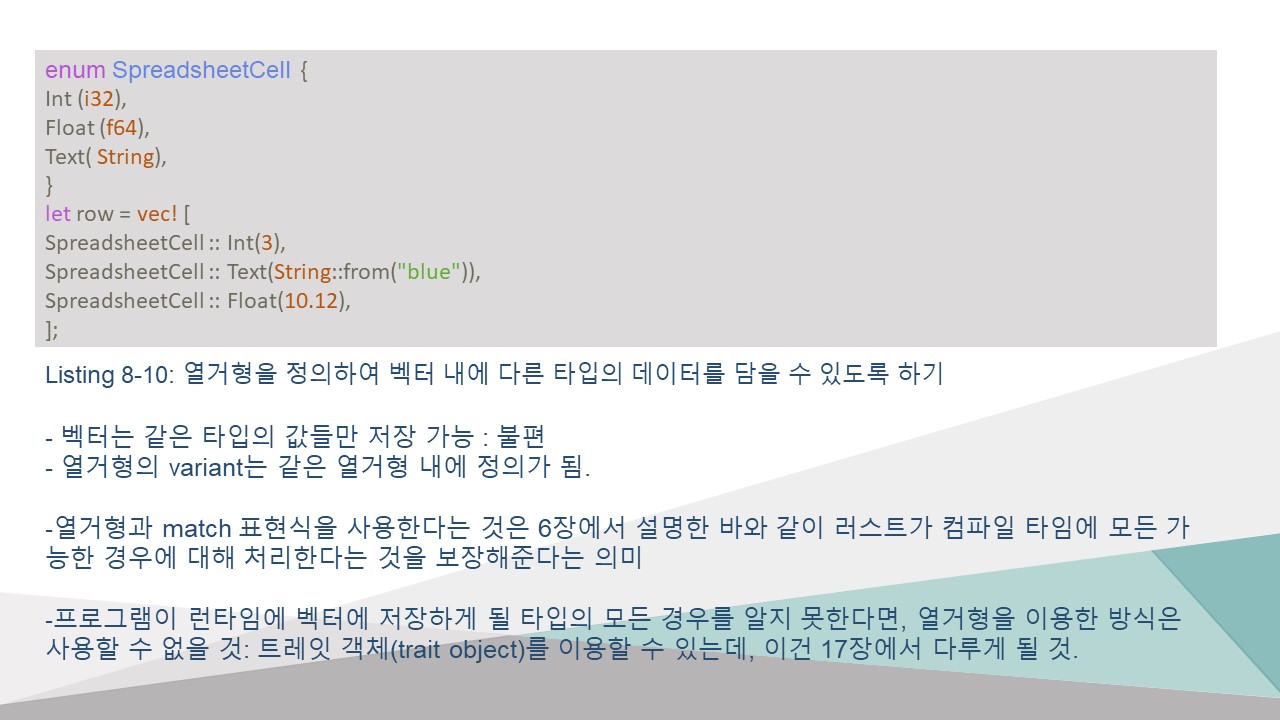 enum SpreadsheetCell {
Int (i32),
Float (f64),
Text( String),
}
let row = vec! [
SpreadsheetCell :: Int(3),
SpreadsheetCell :: Text(String::from("blue")),
SpreadsheetCell :: Float(10.12),
];
Listing 8-10: 열거형을 정의하여 벡터 내에 다른 타입의 데이터를 담을 수 있도록 하기
- 벡터는 같은 타입의 값들만 저장 가능 : 불편
- 열거형의 variant는 같은 열거형 내에 정의가 됨.
-열거형과 match 표현식을 사용한다는 것은 6장에서 설명한 바와 같이 러스트가 컴파일 타임에 모든 가
능한 경우에 대해 처리한다는 것을 보장해준다는 의미
-프로그램이 런타임에 벡터에 저장하게 될 타입의 모든 경우를 알지 못한다면, 열거형을 이용한 방식은
사용할 수 없을 것: 트레잇 객체(trait object)를 이용할 수 있는데, 이건 17장에서 다루게 될 것.